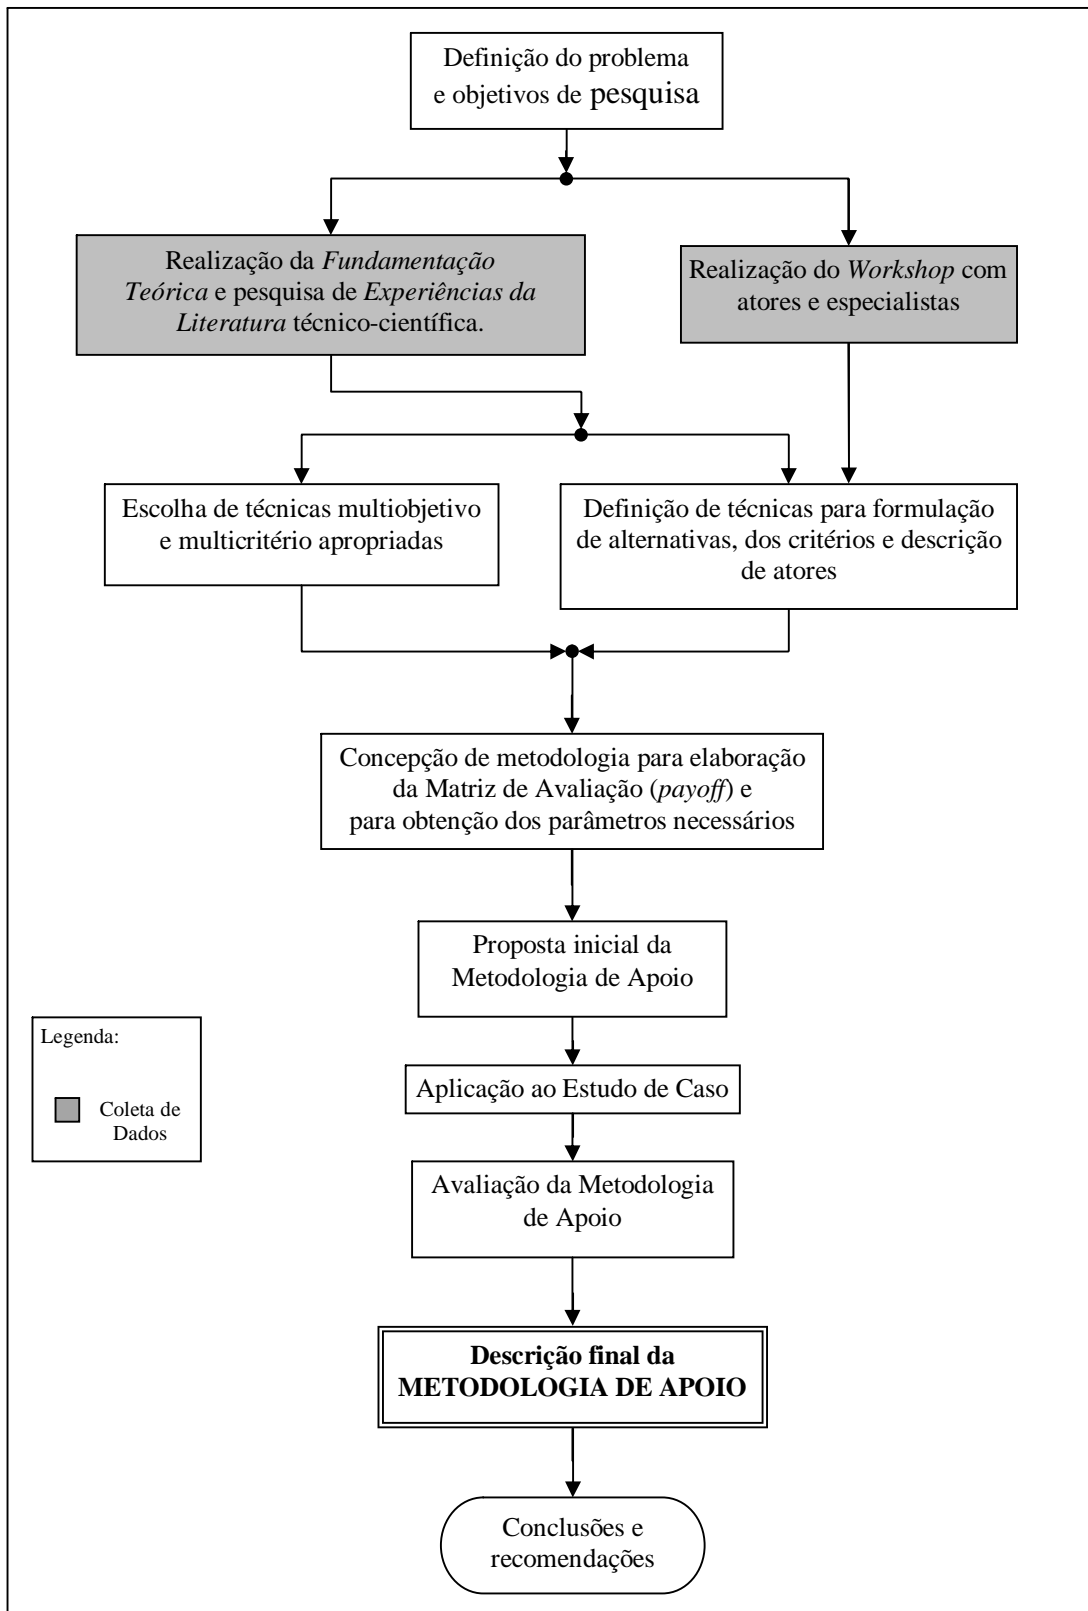 Definição do problema
e objetivos de pesquisa
Realização da Fundamentação
Teórica e pesquisa de Experiências da
Literatura técnico-científica.
Realização do Workshop com
atores e especialistas
Escolha de técnicas multiobjetivo
e multicritério apropriadas
Definição de técnicas para formulação
de alternativas, dos critérios e descrição
de atores
Concepção de metodologia para elaboração
da Matriz de Avaliação (payoff) e
para obtenção dos parâmetros necessários
Proposta inicial da
Metodologia de Apoio
Legenda:
Coleta de
Dados
Aplicação ao Estudo de Caso
Avaliação da Metodologia
de Apoio
Descrição final da
METODOLOGIA DE APOIO
Conclusões e
recomendações